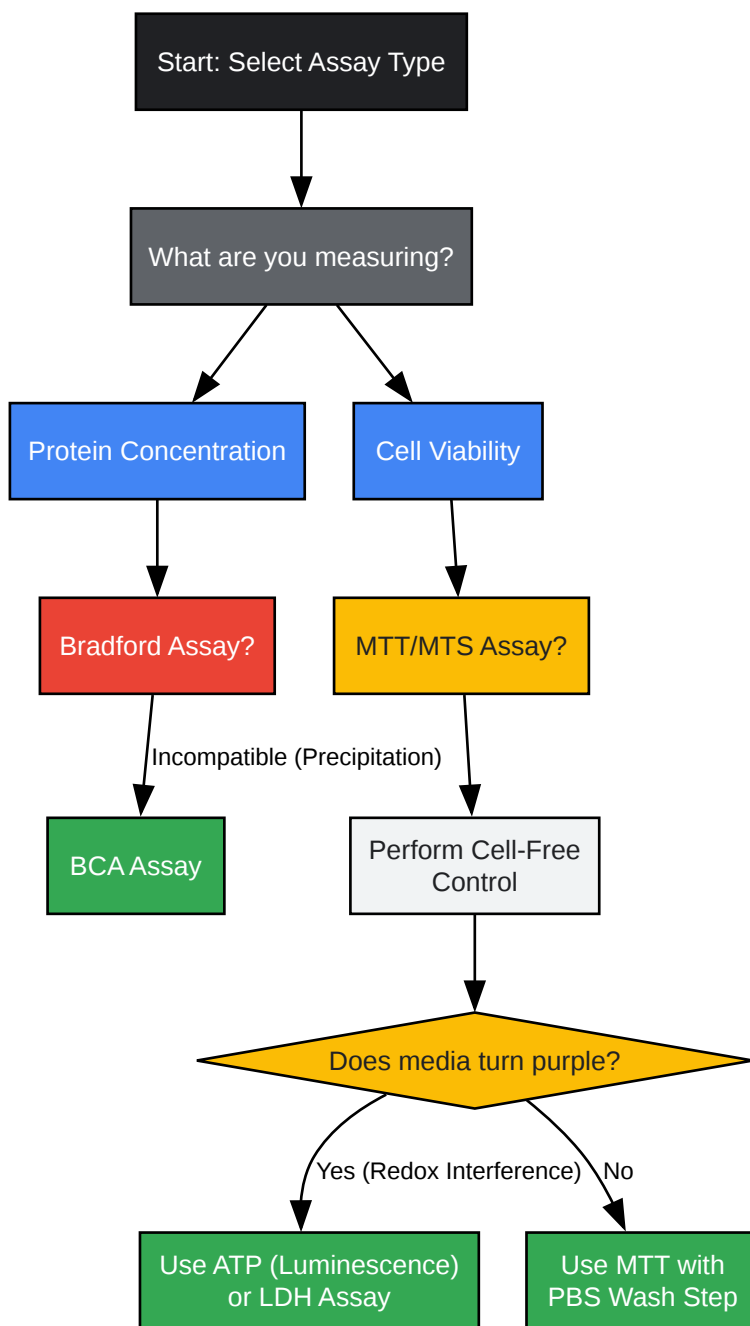 Start: Select Assay Type
What are you measuring?
Protein Concentration
Cell Viability
Bradford Assay?
MTT/MTS Assay?
Incompatible (Precipitation)
BCA Assay
Perform Cell-Free
Control
Does media turn purple?
Yes (Redox Interference)
No
Use ATP (Luminescence)
or LDH Assay
Use MTT with
PBS Wash Step